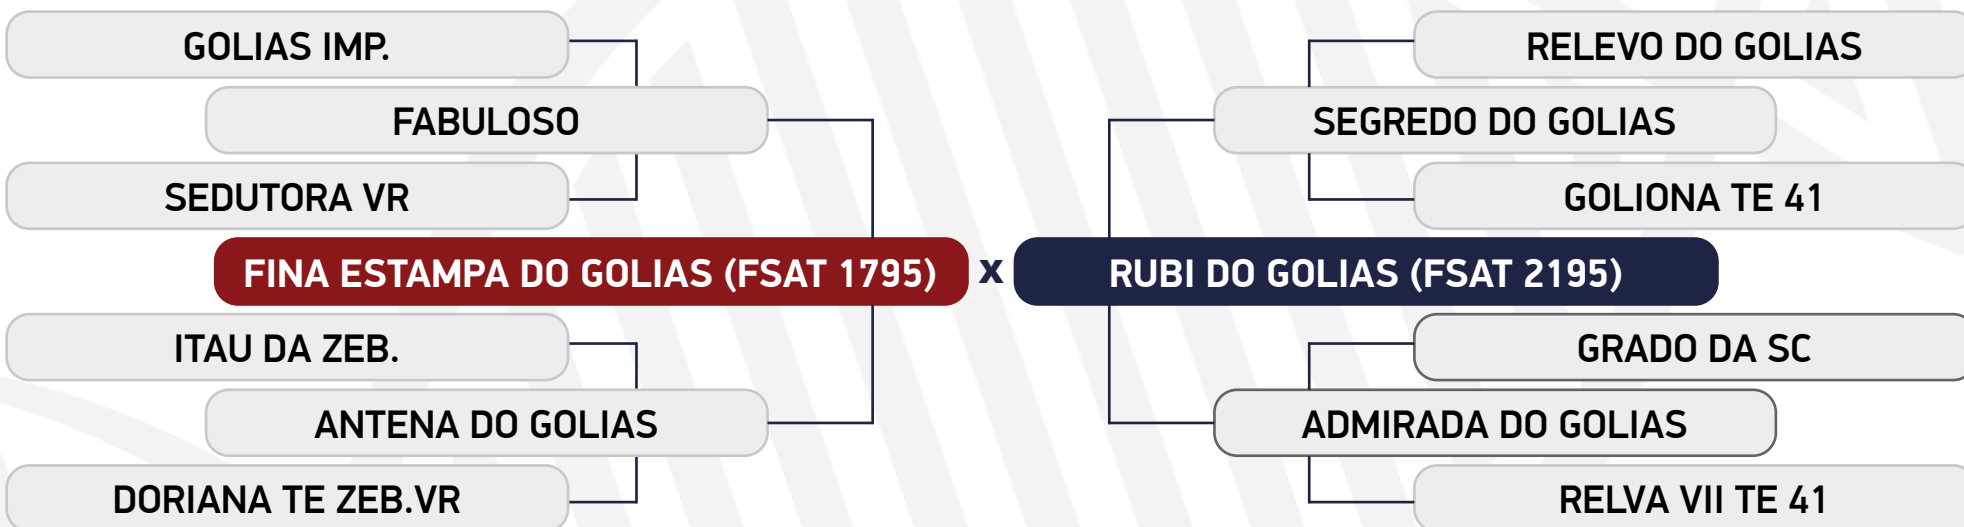 GOLIAS IMP.
RELEVO DO GOLIAS
FABULOSO
SEGREDO DO GOLIAS
SEDUTORA VR
GOLIONA TE 41
FINA ESTAMPA DO GOLIAS (FSAT 1795) x RUBI DO GOLIAS (FSAT 2195)
ITAU DA ZEB.
GRADO DA SC
ANTENA DO GOLIAS
ADMIRADA DO GOLIAS
DORIANA TE ZEB.VR
RELVA VII TE 41